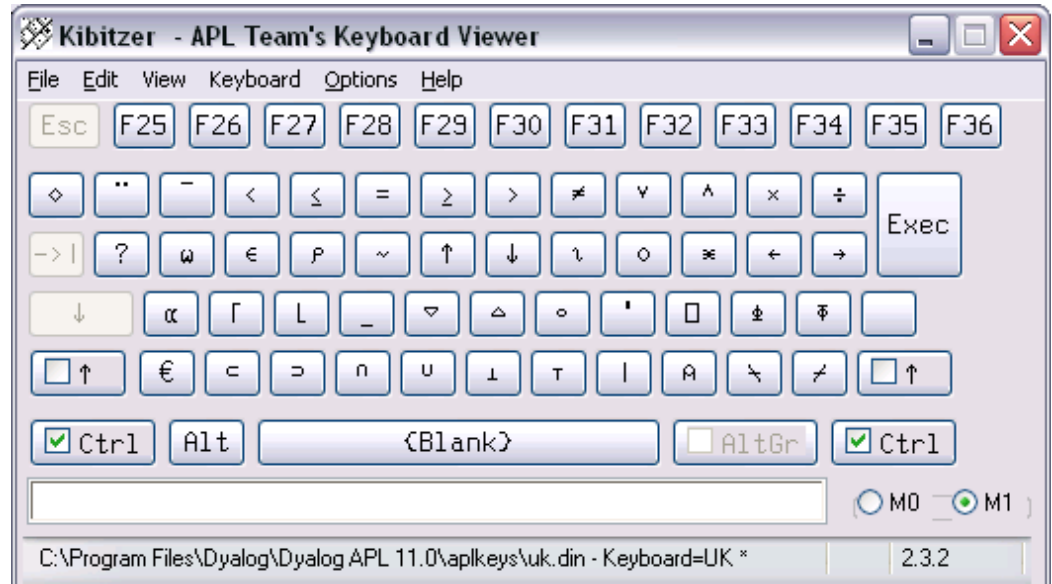 Kibitzer - APL Team's Keyboard Viewer
File Edit View Keyboard Options Help
Esc F25 F26 F27 F28 F29 F30 F31 F32 F33 F34 F35 F36
◇ ¨ ¯ < ≤ = ≥ > ≠ ∨ ∧ × ÷ Exec
->| ? ⍵ ∊ ⍴ ~ ↑ ↓ ⍳ ○ ⍟ ← →
↓ ⍺ ⌈ ⌊ _ ∇ ∆ ∘ ' ⎕ ⍎ ⍕
↑ € ⊂ ⊃ ∩ ∪ ⊥ ⊤ | ⍝ ⍀ ⌿ ↑
Ctrl Alt {Blank} AltGr Ctrl
M0 M1
C:\Program Files\Dyalog\Dyalog APL 11.0\aplkeys\uk.din - Keyboard=UK * 2.3.2